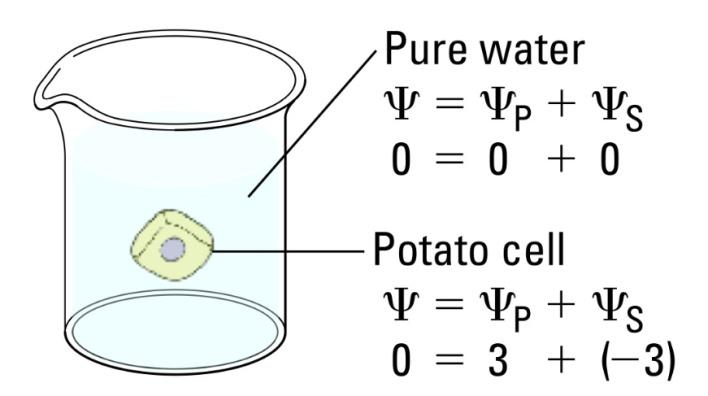 Pure water
Ψ = ΨP + ΨS
0 = 0 + 0
Potato cell
Ψ = ΨP + ΨS
0 = 3 + (−3)